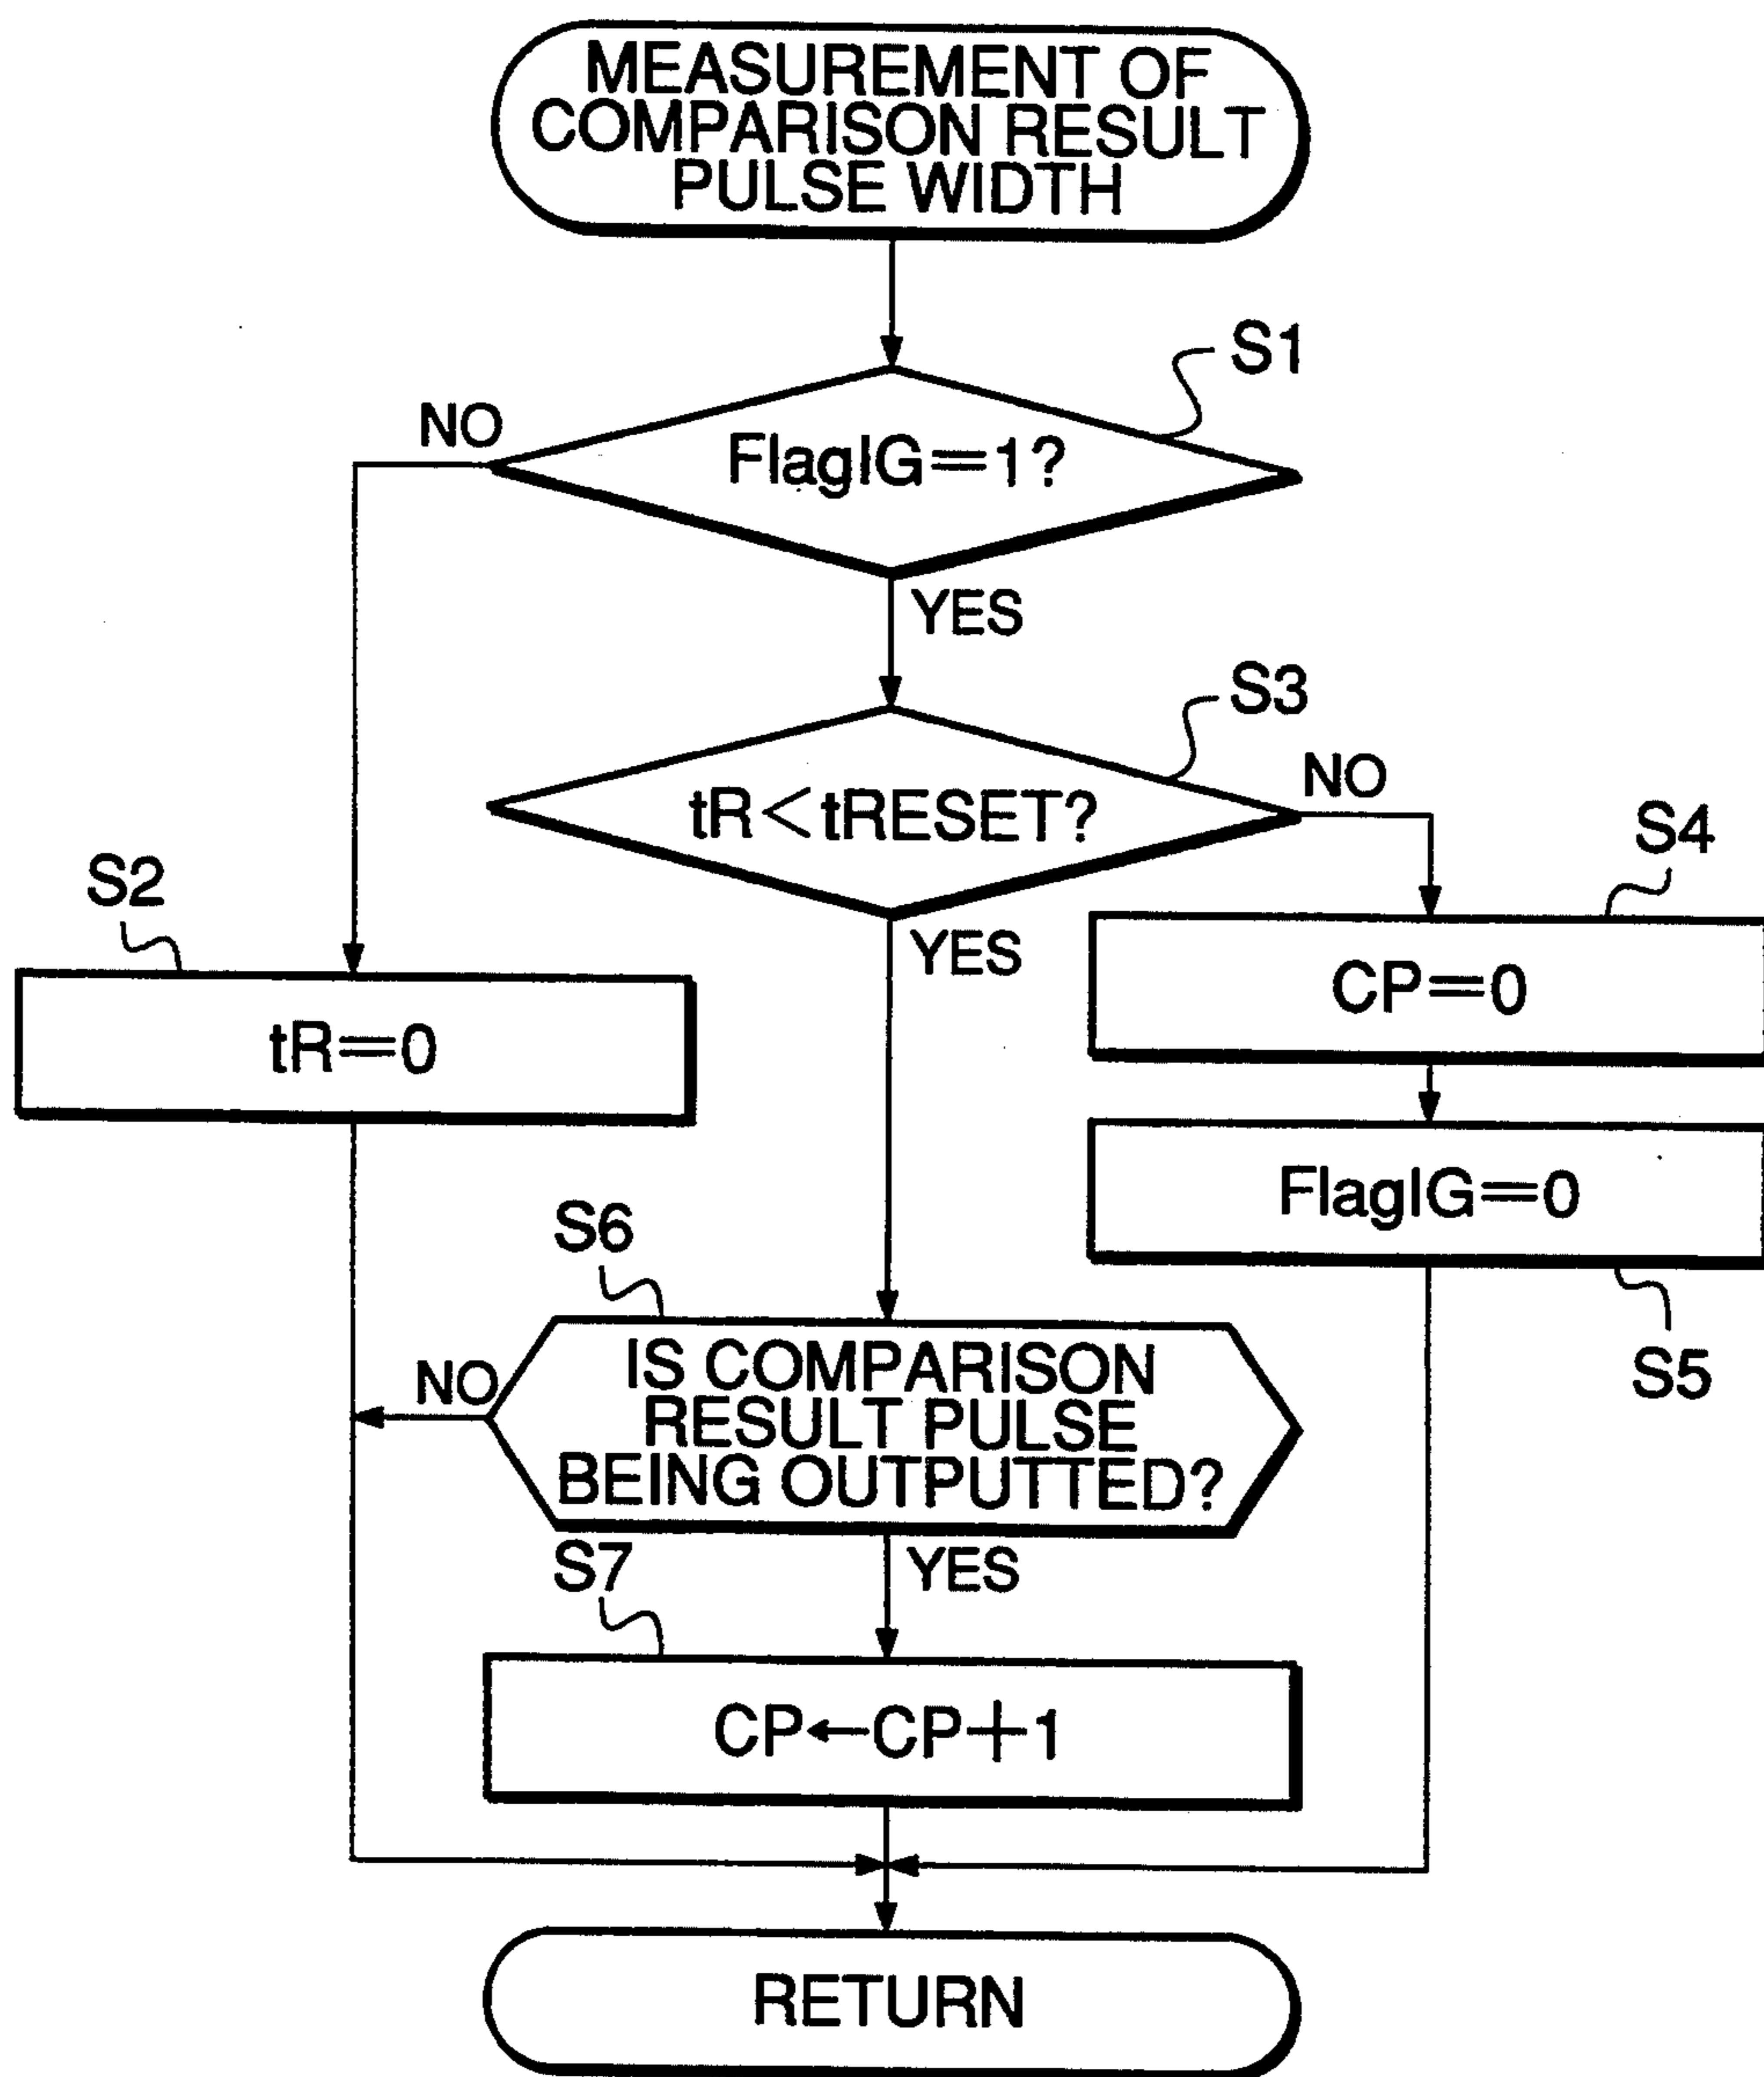 MEASUREMENT OF
COMPARISON RESULT
PULSE WIDTH
S1
NO
FlagIG=1?
YES
S3
NO
tR<tRESET?
S4
S2
YES
CP=0
tR=0
FlagIG=0
S6
S5
NO
IS COMPARISON
RESULT PULSE
BEING OUTPUTTED?
S7
YES
CP←CP+1
RETURN